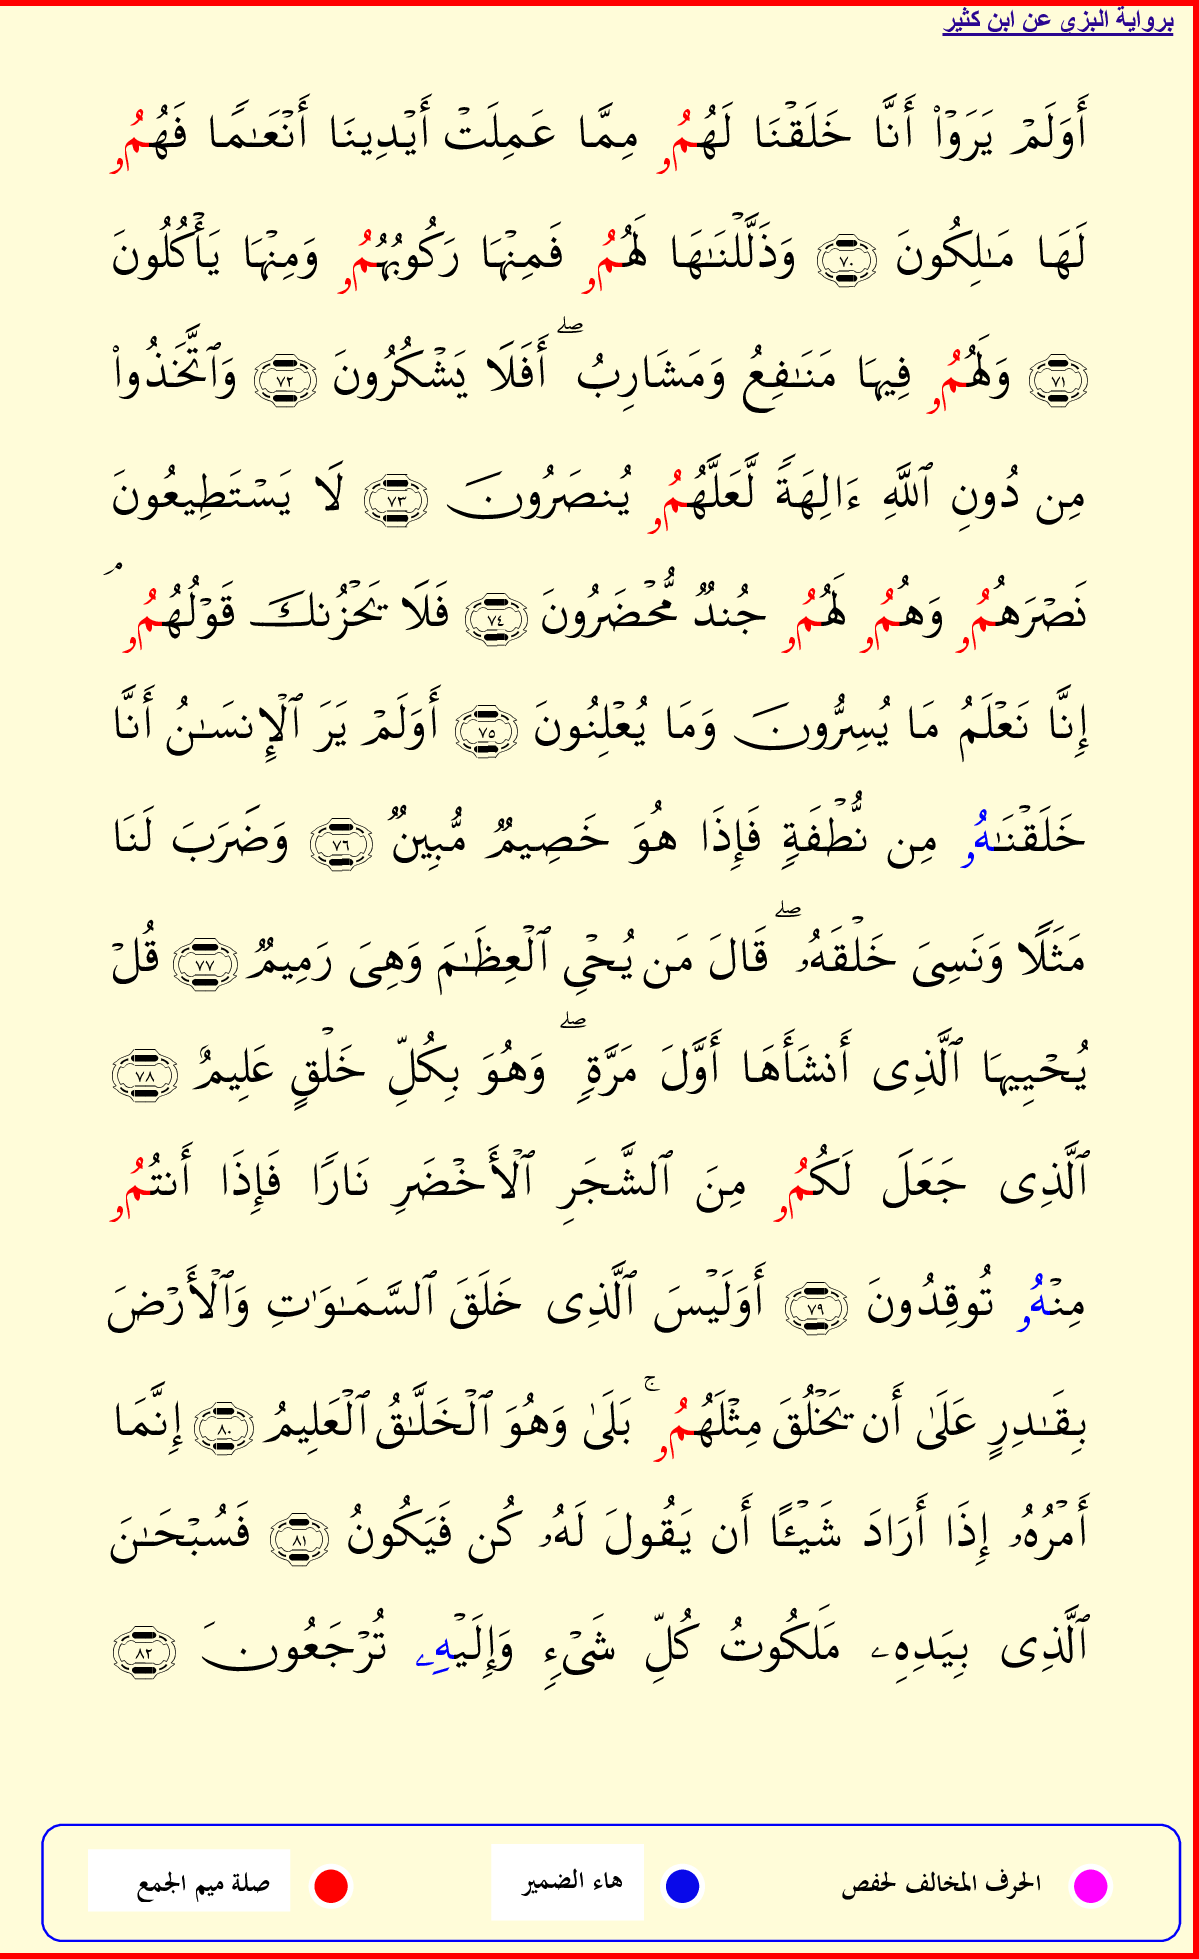 برواية البزي عن ابن كثير
أَوَلَمْ يَرَوْا۟ أَنَّا خَلَقْنَا لَهُمُۥ مِمَّا عَمِلَتْ أَيْدِينَا أَنْعَـٰمًا فَهُمُۥ
لَهَا مَـٰلِكُونَ ٧٠ وَذَلَّلْنَـٰهَا لَهُمُۥ فَمِنْهَا رَكُوبُهُمُۥ وَمِنْهَا يَأْكُلُونَ
٧١ وَلَهُمُۥ فِيهَا مَنَـٰفِعُ وَمَشَارِبُ ۖ أَفَلَا يَشْكُرُونَ ٧٢ وَٱتَّخَذُوا۟
مِن دُونِ ٱللَّهِ ءَالِهَةً لَّعَلَّهُمُۥ يُنصَرُونَ ٧٣ لَا يَسْتَطِيعُونَ
نَصْرَهُمُۥ وَهُمُۥ لَهُمُۥ جُندٌ مُّحْضَرُونَ ٧٤ فَلَا يَحْزُنكَ قَوْلُهُمُۥ ۘ
إِنَّا نَعْلَمُ مَا يُسِرُّونَ وَمَا يُعْلِنُونَ ٧٥ أَوَلَمْ يَرَ ٱلْإِنسَـٰنُ أَنَّا
خَلَقْنَـٰهُۥ مِن نُّطْفَةٍ فَإِذَا هُوَ خَصِيمٌ مُّبِينٌ ٧٦ وَضَرَبَ لَنَا
مَثَلًا وَنَسِىَ خَلْقَهُۥ ۖ قَالَ مَن يُحْىِ ٱلْعِظَـٰمَ وَهِىَ رَمِيمٌ ٧٧ قُلْ
يُحْيِيهَا ٱلَّذِى أَنشَأَهَا أَوَّلَ مَرَّةٍ ۖ وَهُوَ بِكُلِّ خَلْقٍ عَلِيمٌ ٧٨
ٱلَّذِى جَعَلَ لَكُمُۥ مِنَ ٱلشَّجَرِ ٱلْأَخْضَرِ نَارًا فَإِذَا أَنتُمُۥ
مِنْهُۥ تُوقِدُونَ ٧٩ أَوَلَيْسَ ٱلَّذِى خَلَقَ ٱلسَّمَـٰوَٰتِ وَٱلْأَرْضَ
بِقَـٰدِرٍ عَلَىٰ أَن يَخْلُقَ مِثْلَهُمُۥ ۚ بَلَىٰ وَهُوَ ٱلْخَلَّـٰقُ ٱلْعَلِيمُ ٨٠ إِنَّمَا
أَمْرُهُۥ إِذَا أَرَادَ شَيْـًٔا أَن يَقُولَ لَهُۥ كُن فَيَكُونُ ٨١ فَسُبْحَـٰنَ
ٱلَّذِى بِيَدِهِۦ مَلَكُوتُ كُلِّ شَىْءٍ وَإِلَيْهِۦ تُرْجَعُونَ ٨٢
الحرف المخالف لحفص هاء الضمير صلة ميم الجمع